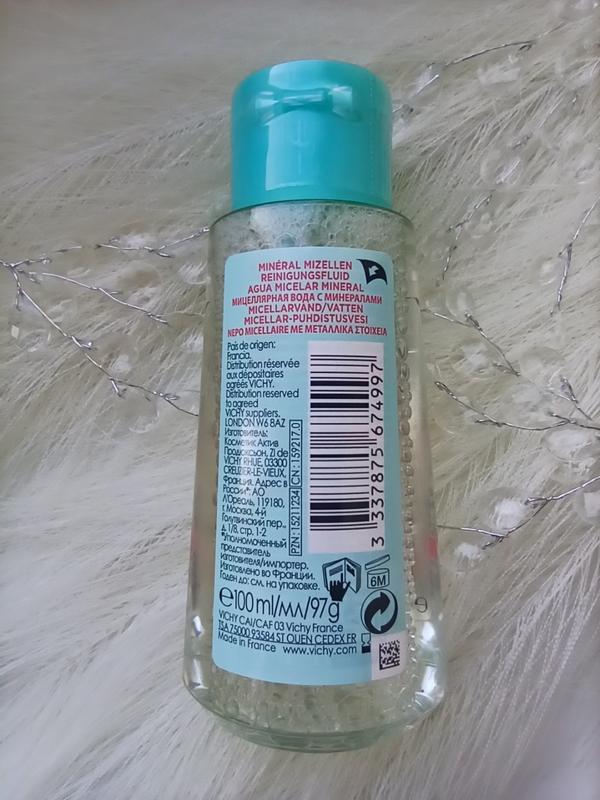 MINÉRAL MIZELLEN
REINIGUNGSFLUID
AGUA MICELAR MINERAL
МИЦЕЛЛЯРНАЯ ВОДА С МИНЕРАЛАМИ
MICELLARVAND/VATTEN
MICELLAR-PUHDISTUSVESI
ΝΕΡΟ MICELLAIRE ΜΕ ΜΕΤΑΛΛΙΚΑ ΣΤΟΙΧΕΙΑ
País de origen:
Francia.
Distribution réservée
aux dépositaires
agréés VICHY.
Distribution reserved
to agreed
VICHY suppliers.
LONDON W6 8AZ
Изготовитель:
Косметик Актив
Продюксьон, ZI de
VICHY RHUE, 03300
CREUZIER-LE-VIEUX,
Франция. Адрес в
России*: АО
Л'Ореаль, 119180,
г. Москва, 4-й
Голутвинский пер.,
д. 1/8, стр. 1-2
*Уполномоченный
представитель
изготовителя/импортер.
Изготовлено во Франции.
Годен до: см. на упаковке.
PZN: 15211234 CN: 159217.0
3 337875 674997
6M
e100 ml/мл/97g
VICHY CAI/CAF 03 Vichy France
TSA 75000 93584 ST OUEN CEDEX FR
Made in France www.vichy.com